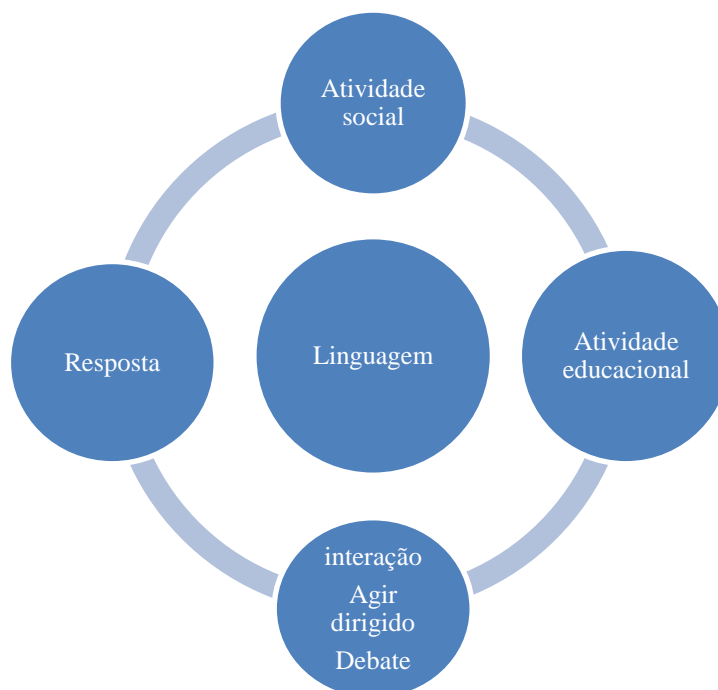 Atividade
social
Resposta
Linguagem
Atividade
educacional
interação
Agir
dirigido
Debate